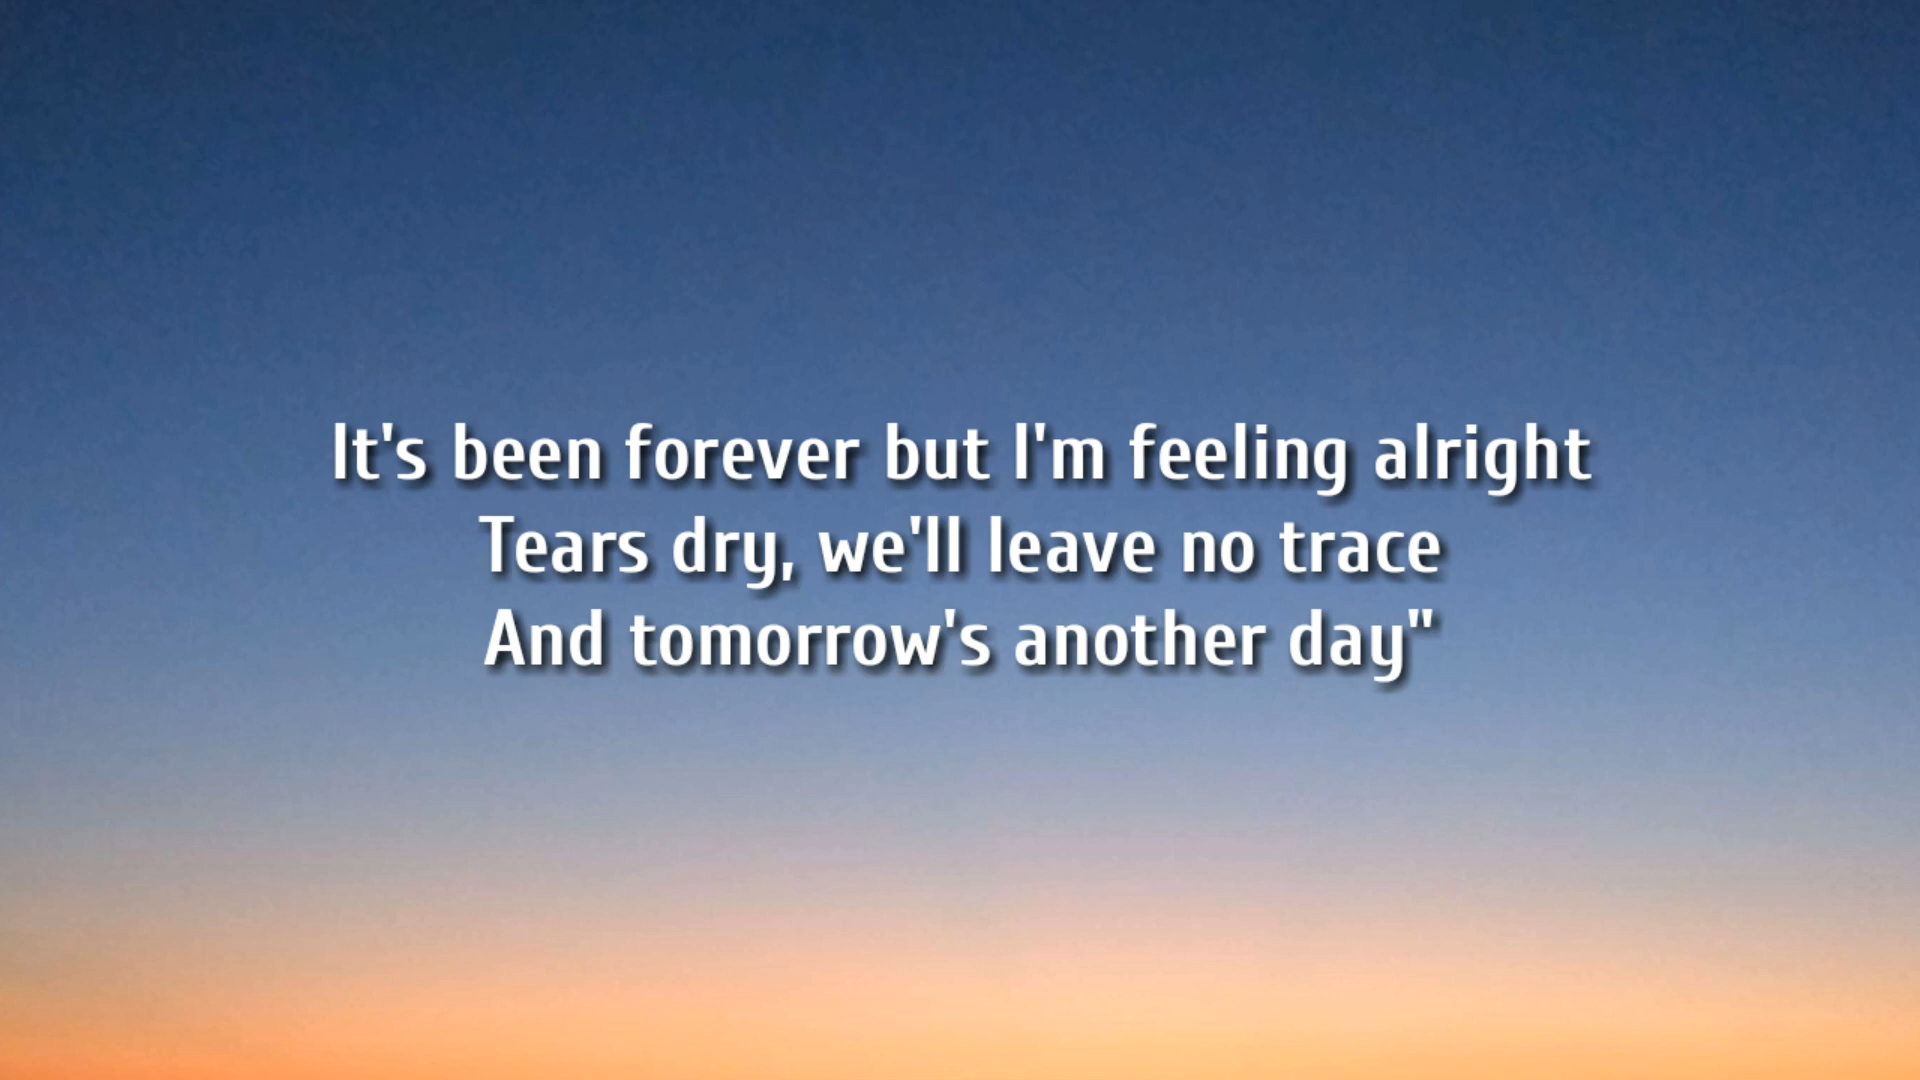 It's been forever but I'm feeling alright
Tears dry, we'll leave no trace
And tomorrow's another day"